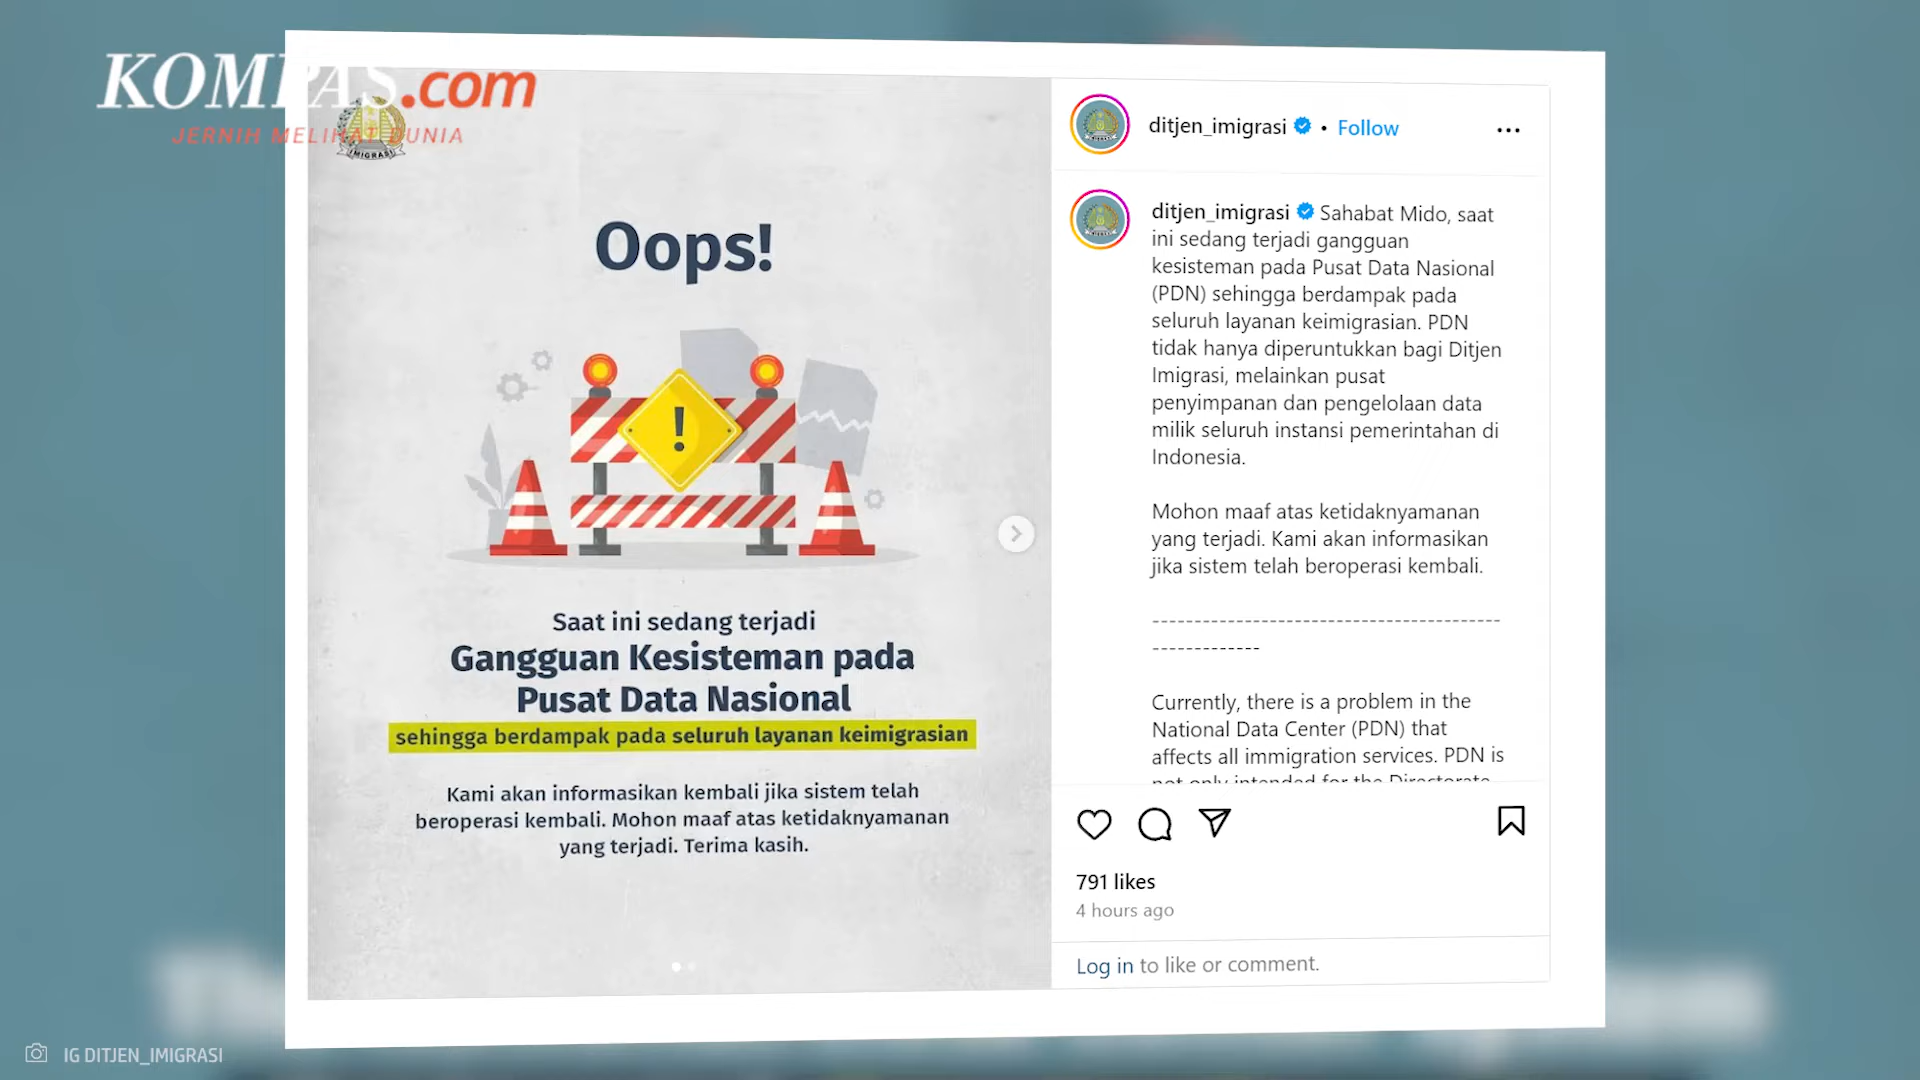 KOMPAS.com
JERNIH MELIHAT DUNIA
IMIGRASI
Oops!
!
Saat ini sedang terjadi
Gangguan Kesisteman pada
Pusat Data Nasional
sehingga berdampak pada seluruh layanan keimigrasian
Kami akan informasikan kembali jika sistem telah
beroperasi kembali. Mohon maaf atas ketidaknyamanan
yang terjadi. Terima kasih.
ditjen_imigrasi • Follow
ditjen_imigrasi Sahabat Mido, saat
ini sedang terjadi gangguan
kesisteman pada Pusat Data Nasional
(PDN) sehingga berdampak pada
seluruh layanan keimigrasian. PDN
tidak hanya diperuntukkan bagi Ditjen
Imigrasi, melainkan pusat
penyimpanan dan pengelolaan data
milik seluruh instansi pemerintahan di
Indonesia.
Mohon maaf atas ketidaknyamanan
yang terjadi. Kami akan informasikan
jika sistem telah beroperasi kembali.
----------------------------------------
-------------
Currently, there is a problem in the
National Data Center (PDN) that
affects all immigration services. PDN is
not only intended for the Directorate
791 likes
4 hours ago
Log in to like or comment.
IG DITJEN_IMIGRASI